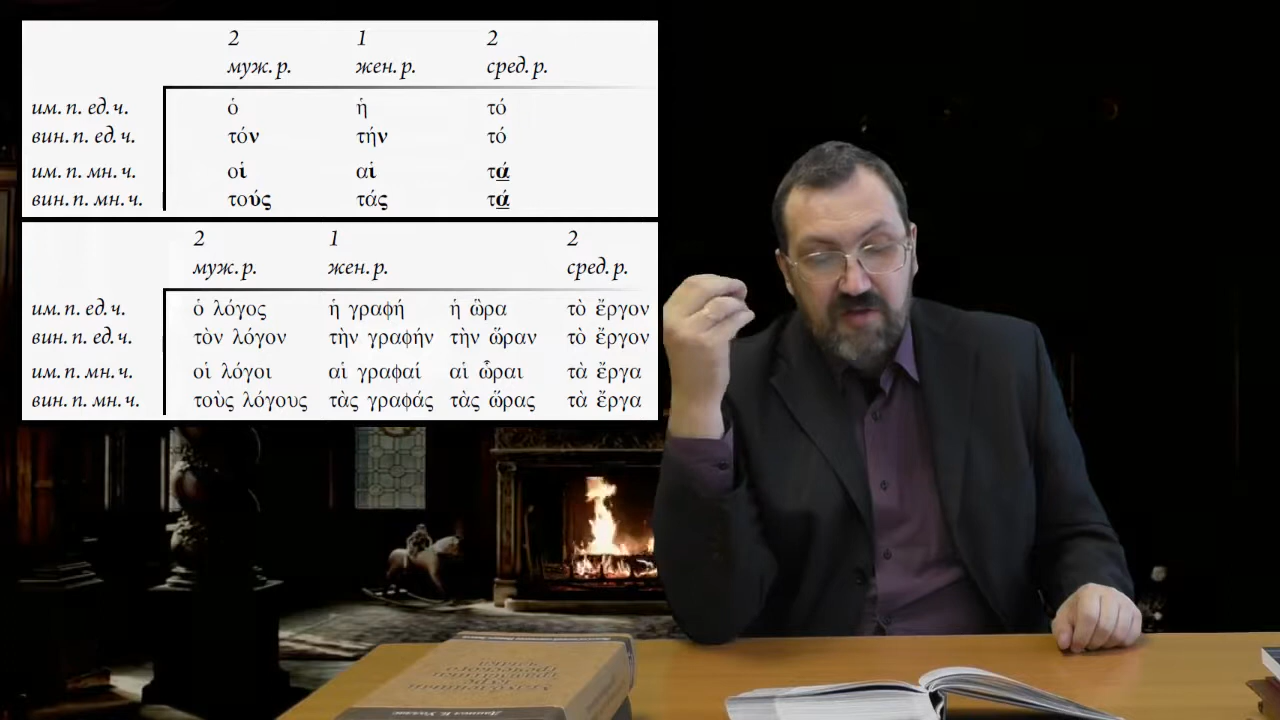 2 1 2
муж. р. жен. р. сред. р.
им. п. ед. ч. ὁ ἡ τό
вин. п. ед. ч. τόν τήν τό
им. п. мн. ч. οἱ αἱ τά
вин. п. мн. ч. τούς τάς τά
2 1 2
муж. р. жен. р. сред. р.
им. п. ед. ч. ὁ λόγος ἡ γραφή ἡ ὥρα τὸ ἔργον
вин. п. ед. ч. τὸν λόγον τὴν γραφήν τὴν ὥραν τὸ ἔργον
им. п. мн. ч. οἱ λόγοι αἱ γραφαί αἱ ὧραι τὰ ἔργα
вин. п. мн. ч. τοὺς λόγους τὰς γραφάς τὰς ὥρας τὰ ἔργα